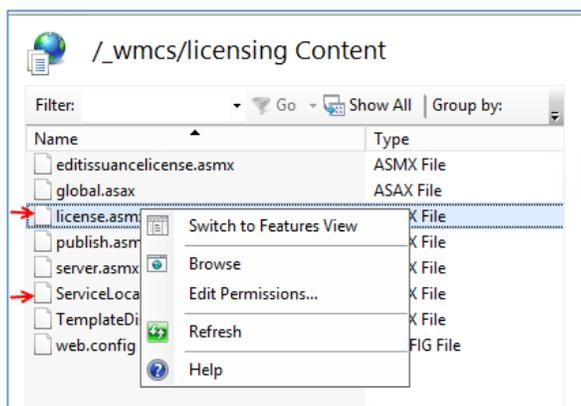 /_wmcs/licensing Content
Filter: Go Show All Group by:
Name Type
editissuancelicense.asmx ASMX File
global.asax ASAX File
license.asm X File
Switch to Features View
publish.asm X File
server.asmx X File
Browse
ServiceLoca X File
Edit Permissions...
TemplateDi X File
Refresh
web.config FIG File
Help